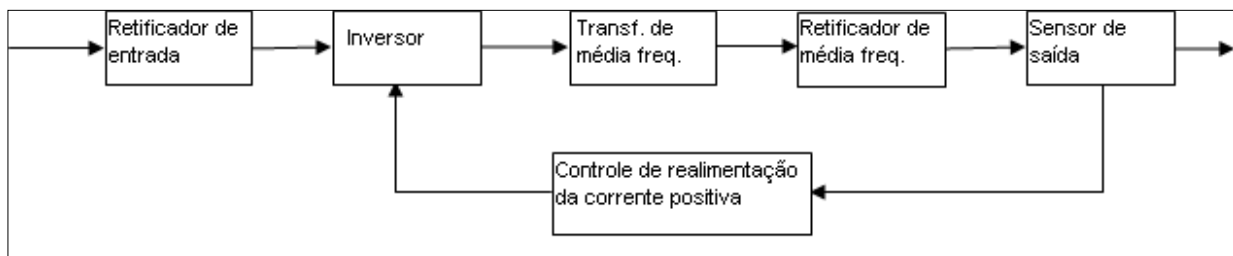 Retificador de
entrada
Inversor
Transf. de
média freq.
Retificador de
média freq.
Sensor de
saída
Controle de realimentação
da corrente positiva